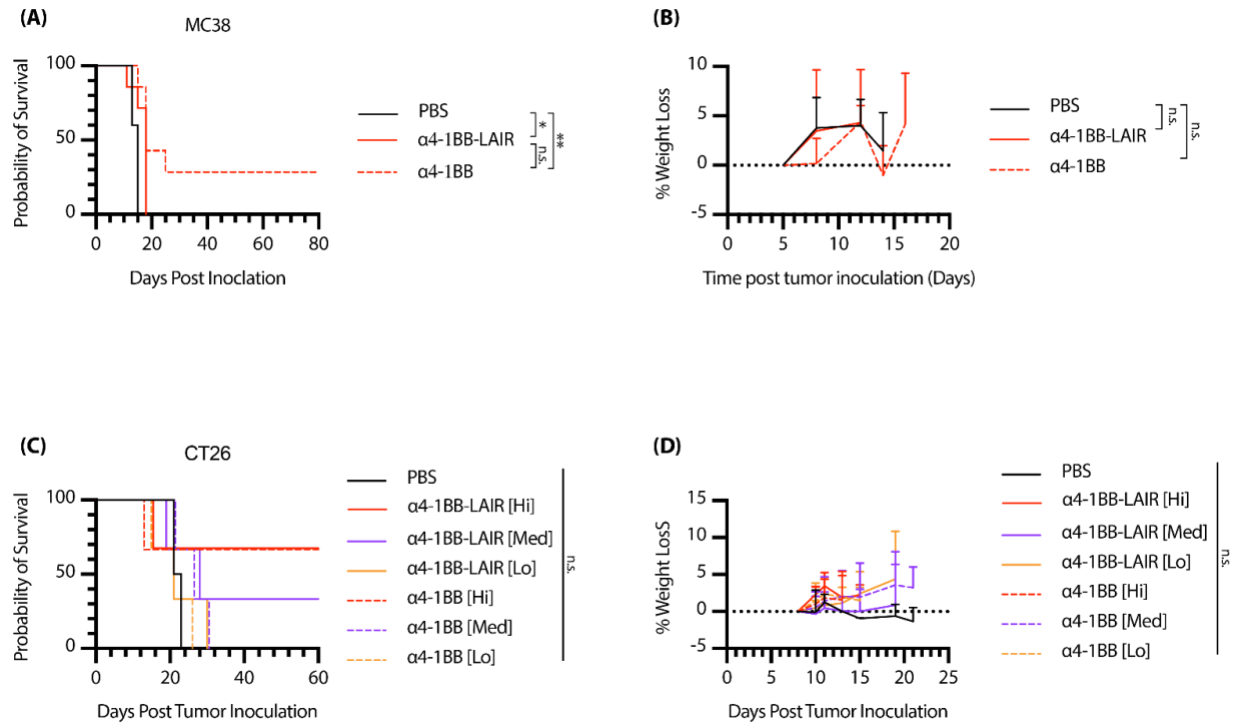 (A)
MC38
Probability of Survival
100
50
0
0 20 40 60 80
Days Post Inoclation
PBS
α4-1BB-LAIR
α4-1BB
*
n.s.
**
(B)
% Weight Loss
10
5
0
-5
0 5 10 15 20
Time post tumor inoculation (Days)
PBS
α4-1BB-LAIR
α4-1BB
n.s.
n.s.
(C)
CT26
Probability of Survival
100
50
0
0 20 40 60
Days Post Tumor Inoculation
PBS
α4-1BB-LAIR [Hi]
α4-1BB-LAIR [Med]
α4-1BB-LAIR [Lo]
α4-1BB [Hi]
α4-1BB [Med]
α4-1BB [Lo]
n.s.
(D)
% Weight LosS
15
10
5
0
-5
0 5 10 15 20 25
Days Post Tumor Inoculation
PBS
α4-1BB-LAIR [Hi]
α4-1BB-LAIR [Med]
α4-1BB-LAIR [Lo]
α4-1BB [Hi]
α4-1BB [Med]
α4-1BB [Lo]
n.s.